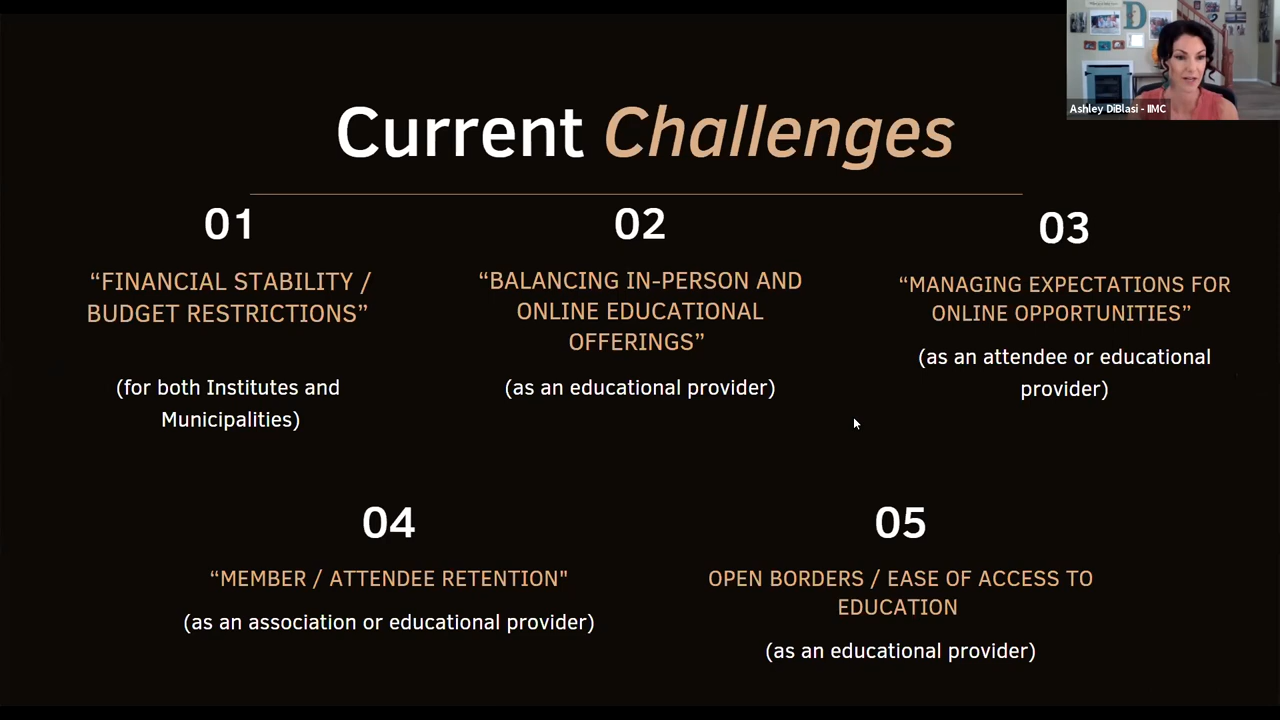 Ashley DiBlasi - IIMC
Current Challenges
01
“FINANCIAL STABILITY /
BUDGET RESTRICTIONS”
(for both Institutes and
Municipalities)
02
“BALANCING IN-PERSON AND
ONLINE EDUCATIONAL
OFFERINGS”
(as an educational provider)
03
“MANAGING EXPECTATIONS FOR
ONLINE OPPORTUNITIES”
(as an attendee or educational
provider)
04
“MEMBER / ATTENDEE RETENTION"
(as an association or educational provider)
05
OPEN BORDERS / EASE OF ACCESS TO
EDUCATION
(as an educational provider)